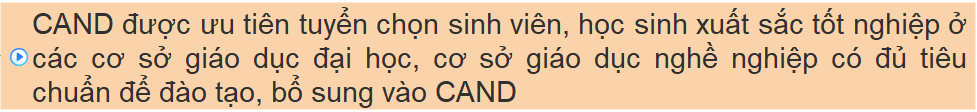 CAND được ưu tiên tuyển chọn sinh viên, học sinh xuất sắc tốt nghiệp ở
các cơ sở giáo dục đại học, cơ sở giáo dục nghề nghiệp có đủ tiêu
chuẩn để đào tạo, bổ sung vào CAND